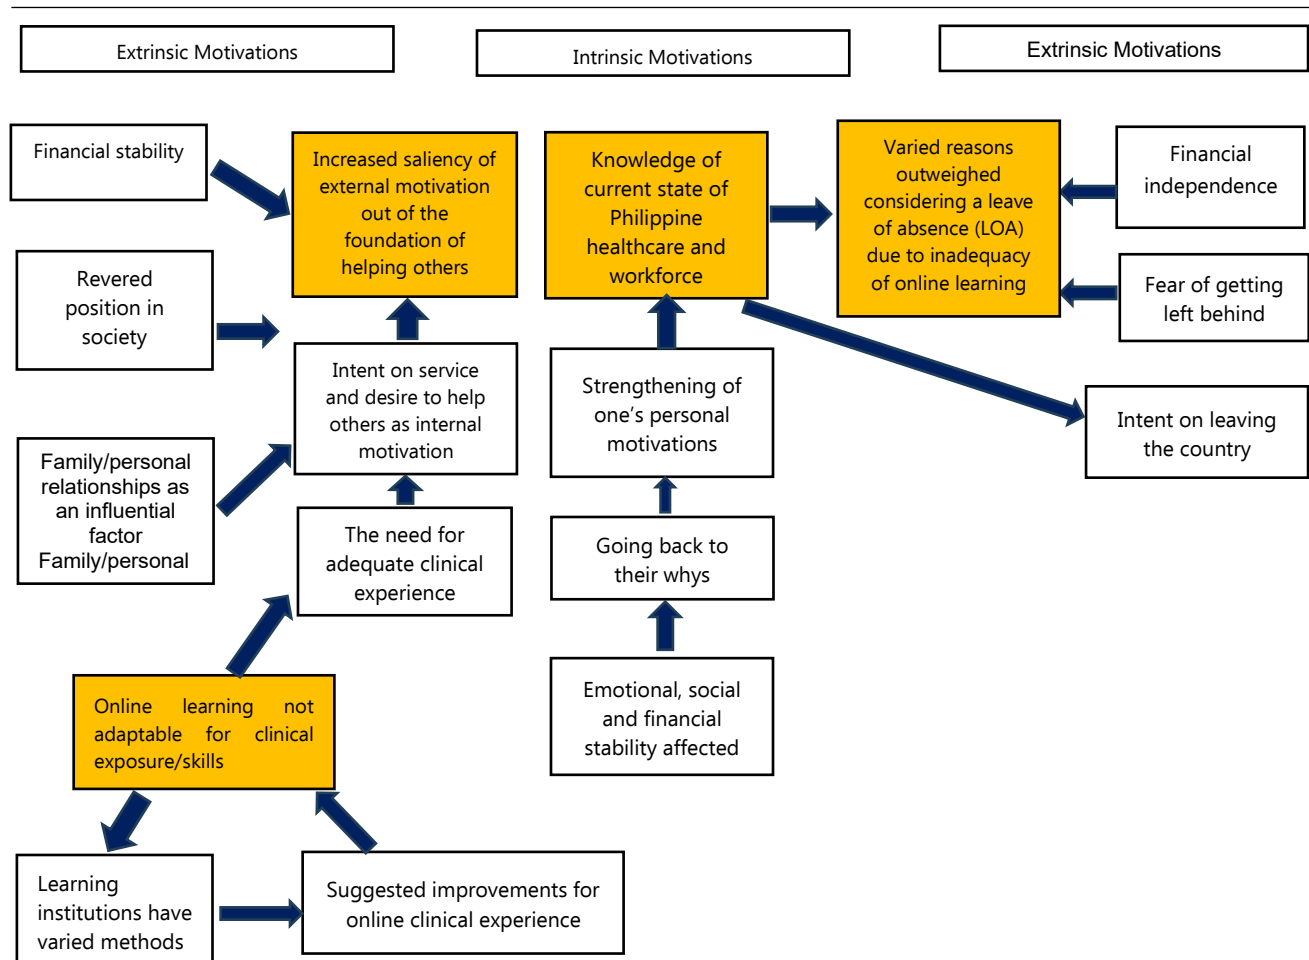 Extrinsic Motivations
Intrinsic Motivations
Extrinsic Motivations
Financial stability
Increased saliency of
external motivation
out of the
foundation of
helping others
Knowledge of
current state of
Philippine
healthcare and
workforce
Varied reasons
outweighed
considering a leave
of absence (LOA)
due to inadequacy
of online learning
Financial
independence
Revered
position in
society
Fear of getting
left behind
Intent on service
and desire to help
others as internal
motivation
Strengthening of
one's personal
motivations
Intent on leaving
the country
Family/personal
relationships as
an influential
factor
Family/personal
The need for
adequate clinical
experience
Going back to
their whys
Online learning not
adaptable for clinical
exposure/skills
Emotional, social
and financial
stability affected
Learning
institutions have
varied methods
Suggested improvements for
online clinical experience